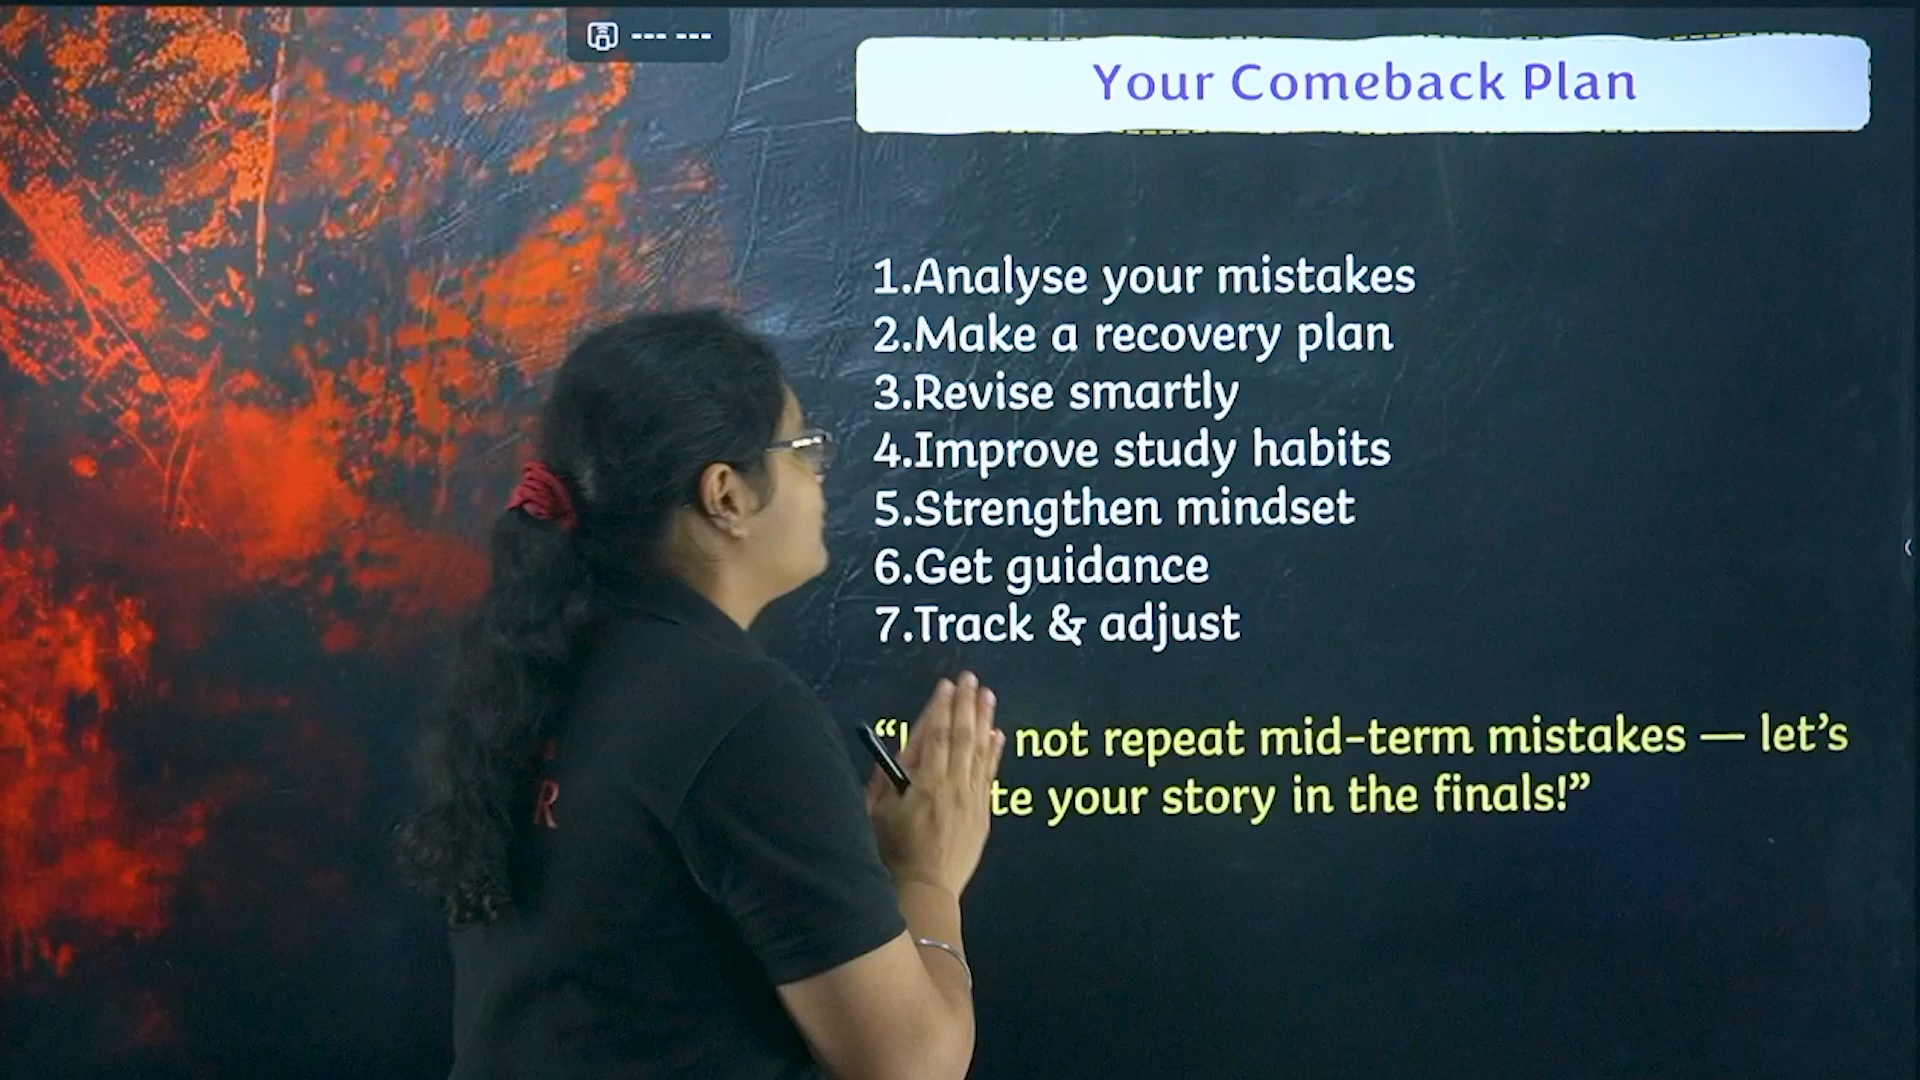 Your Comeback Plan
1.Analyse your mistakes
2.Make a recovery plan
3.Revise smartly
4.Improve study habits
5.Strengthen mindset
6.Get guidance
7.Track & adjust
not repeat mid-term mistakes — let’s
your story in the finals!”
R